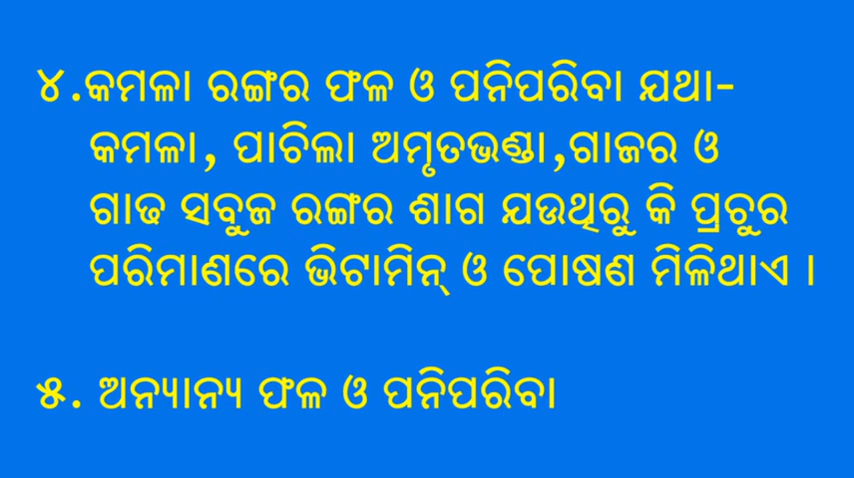 ୪.କମଳା ରଙ୍ଗର ଫଳ ଓ ପନିପରିବା ଯଥା-
କମଳା, ପାଚିଲା ଅମୃତଭଣ୍ଡା,ଗାଜର ଓ
ଗାଢ ସବୁଜ ରଙ୍ଗର ଶାଗ ଯଉଥିରୁ କି ପ୍ରଚୁର
ପରିମାଣରେ ଭିଟାମିନ୍ ଓ ପୋଷଣ ମିଳିଥାଏ ।
୫. ଅନ୍ୟାନ୍ୟ ଫଳ ଓ ପନିପରିବା